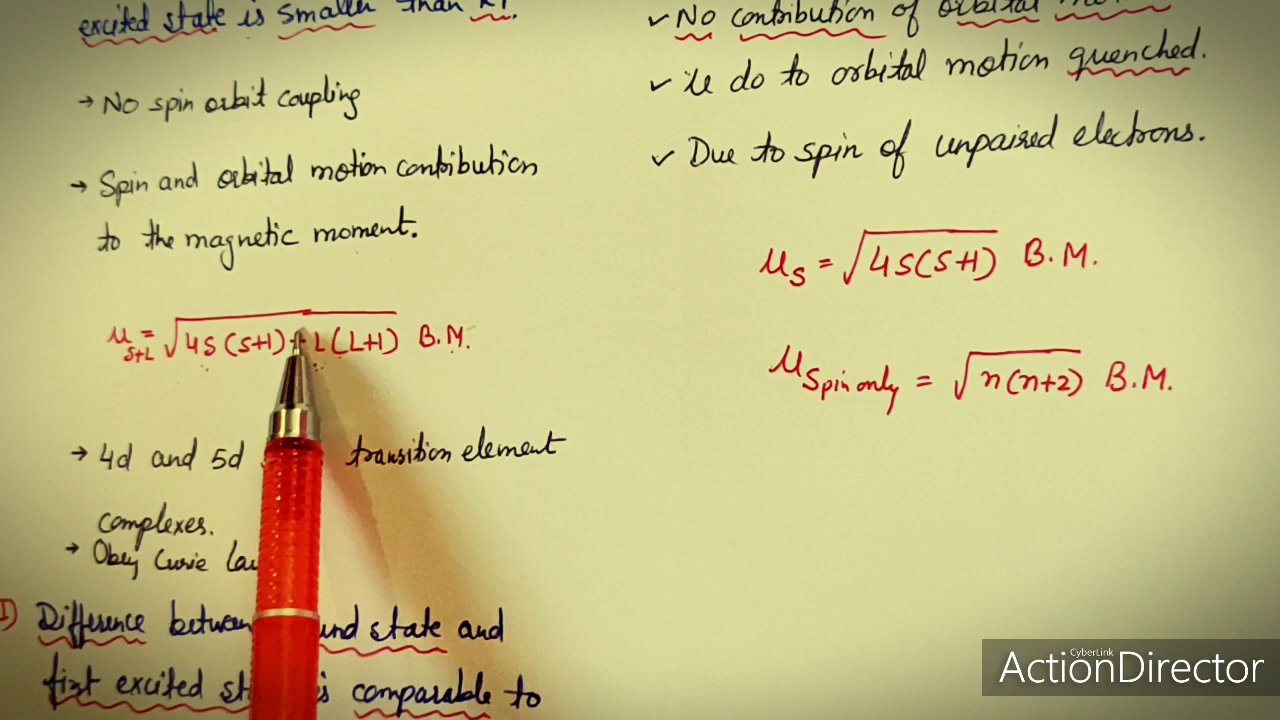 excited state is smaller than KT.
→ No spin orbit coupling
→ Spin and orbital motion contribution
to the magnetic moment.
μ S+L = √4S(S+1)+L(L+1) B.M.
→ 4d and 5d transition element
complexes.
→ Obey Curie
I) Difference between state and
first excited is comparable to
✓ No contribution of orbital
✓ μ do to orbital motion quenched.
✓ Due to spin of unpaired electrons.
μS = √4S(S+1) B.M.
μSpin only = √n(n+2) B.M.
CyberLink
ActionDirector